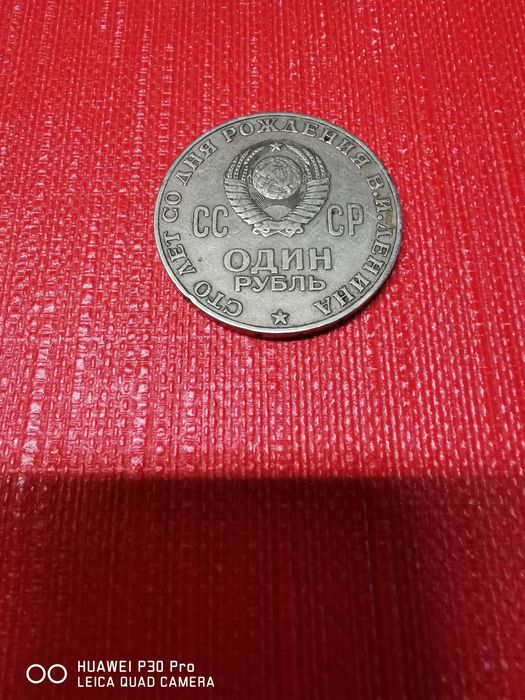 СТО ЛЕТ СО ДНЯ РОЖДЕНИЯ В.И.ЛЕНИНА
СС СР
ОДИН
РУБЛЬ
HUAWEI P30 Pro
LEICA QUAD CAMERA